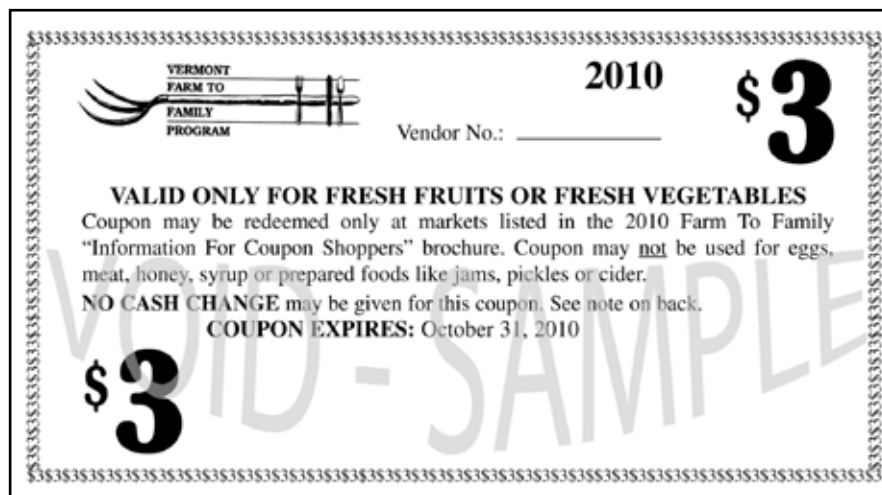 $3$3$3$3$3$3$3$3$3$3$3$3$3$3$3$3$3$3$3$3$3$3$3$3$3$3$3$3$3$3$3$3$3$3$3$3$3$3$3$3$3$3$3$3$3$3$3$3$3
VERMONT
FARM TO
FAMILY
PROGRAM
2010
$3
Vendor No.:
VALID ONLY FOR FRESH FRUITS OR FRESH VEGETABLES
Coupon may be redeemed only at markets listed in the 2010 Farm To Family
“Information For Coupon Shoppers” brochure. Coupon may not be used for eggs,
meat, honey, syrup or prepared foods like jams, pickles or cider.
NO CASH CHANGE may be given for this coupon. See note on back.
COUPON EXPIRES: October 31, 2010
VOID - SAMPLE
$3